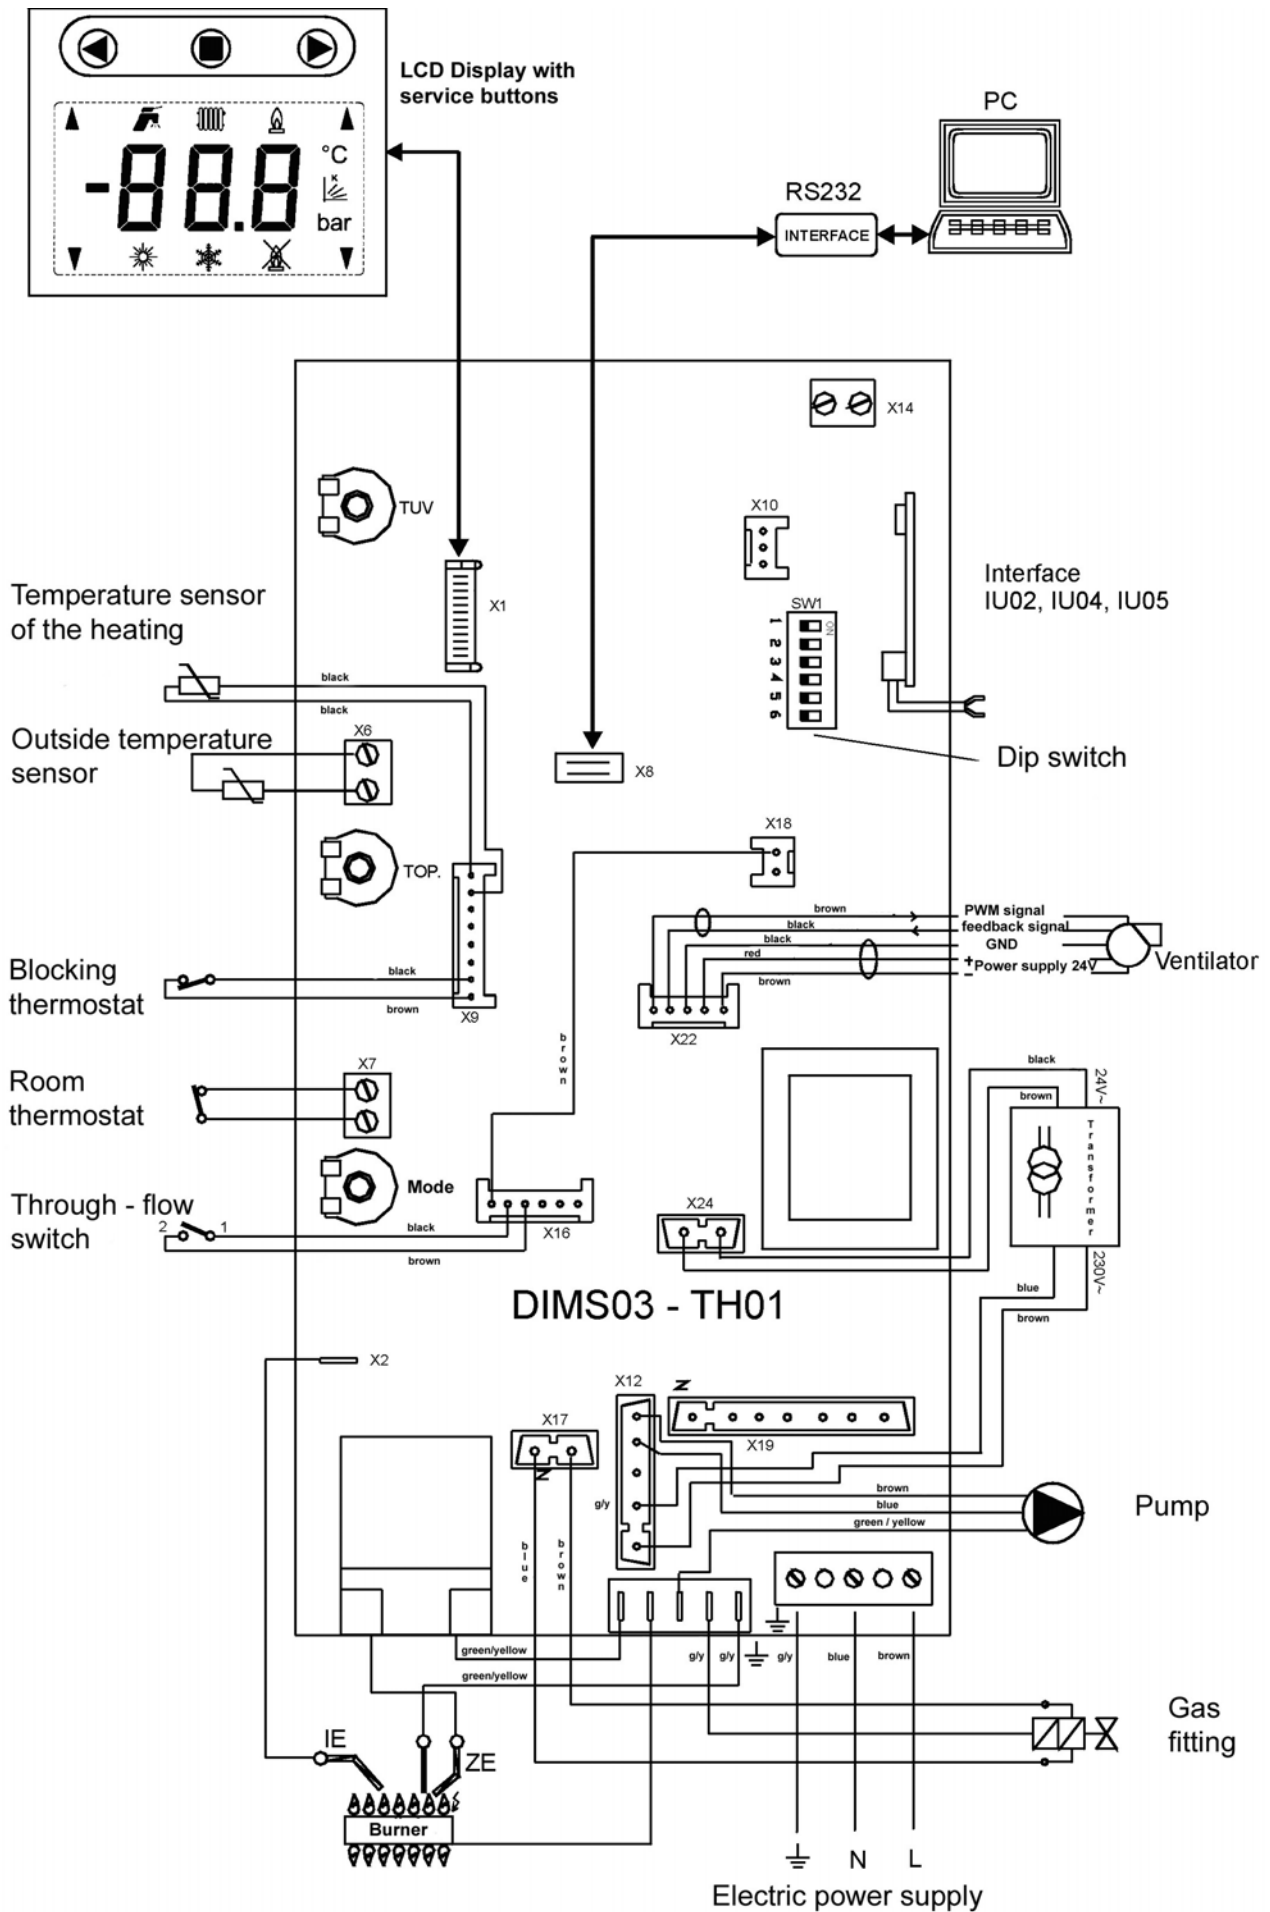 LCD Display with
service buttons
-88.8
°C
K
bar
PC
RS232
INTERFACE
X14
TUV
X10
X1
SW1
ON
1
2
3
4
5
6
Interface
IU02, IU04, IU05
Temperature sensor
of the heating
black
black
Outside temperature
sensor
X6
X8
Dip switch
TOP.
X18
brown
PWM signal
black
feedback signal
black
GND
red
+
Power supply 24V
brown
–
Ventilator
Blocking
thermostat
black
brown
X9
X22
brown
Room
thermostat
X7
black
24V~
brown
Transformer
Mode
Through - flow
switch
2
1
black
brown
X16
X24
230V~
blue
brown
DIMS03 - TH01
X2
X12
N
X17
N
X19
g/y
brown
blue
green / yellow
Pump
blue
brown
green/yellow
g/y
g/y
g/y
blue
brown
green/yellow
Gas
fitting
IE
ZE
Burner
N
L
Electric power supply